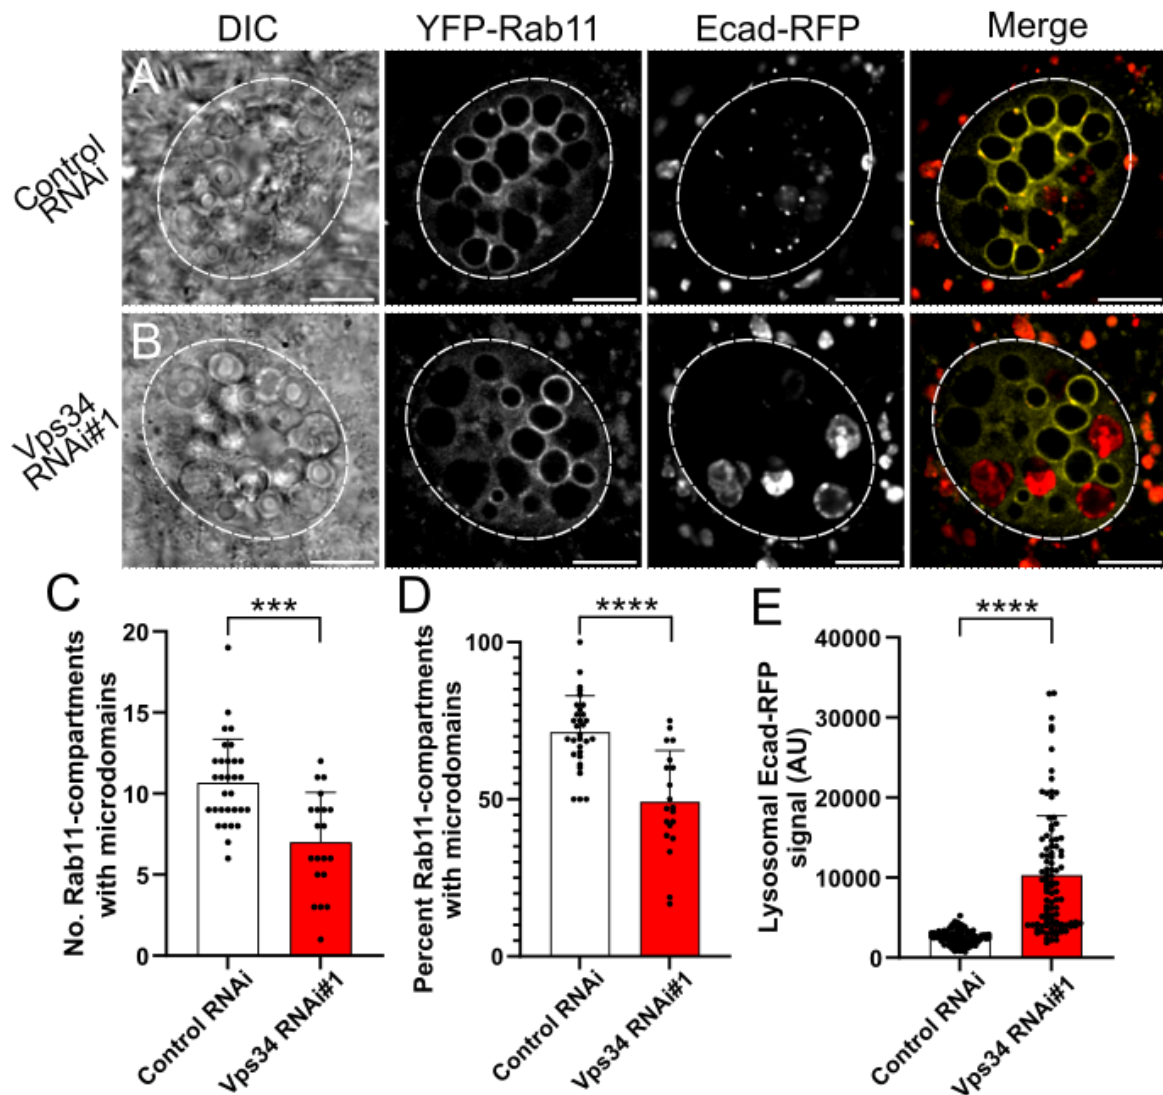 DIC
YFP-Rab11
Ecad-RFP
Merge
A
Control
RNAi
B
Vps34
RNAi#1
C
***
No. Rab11-compartments
with microdomains
20
15
10
5
0
Control RNAi
Vps34 RNAi#1
D
****
Percent Rab11-compartments
with microdomains
100
50
0
Control RNAi
Vps34 RNAi#1
E
****
Lysosomal Ecad-RFP
signal (AU)
40000
30000
20000
10000
0
Control RNAi
Vps34 RNAi#1